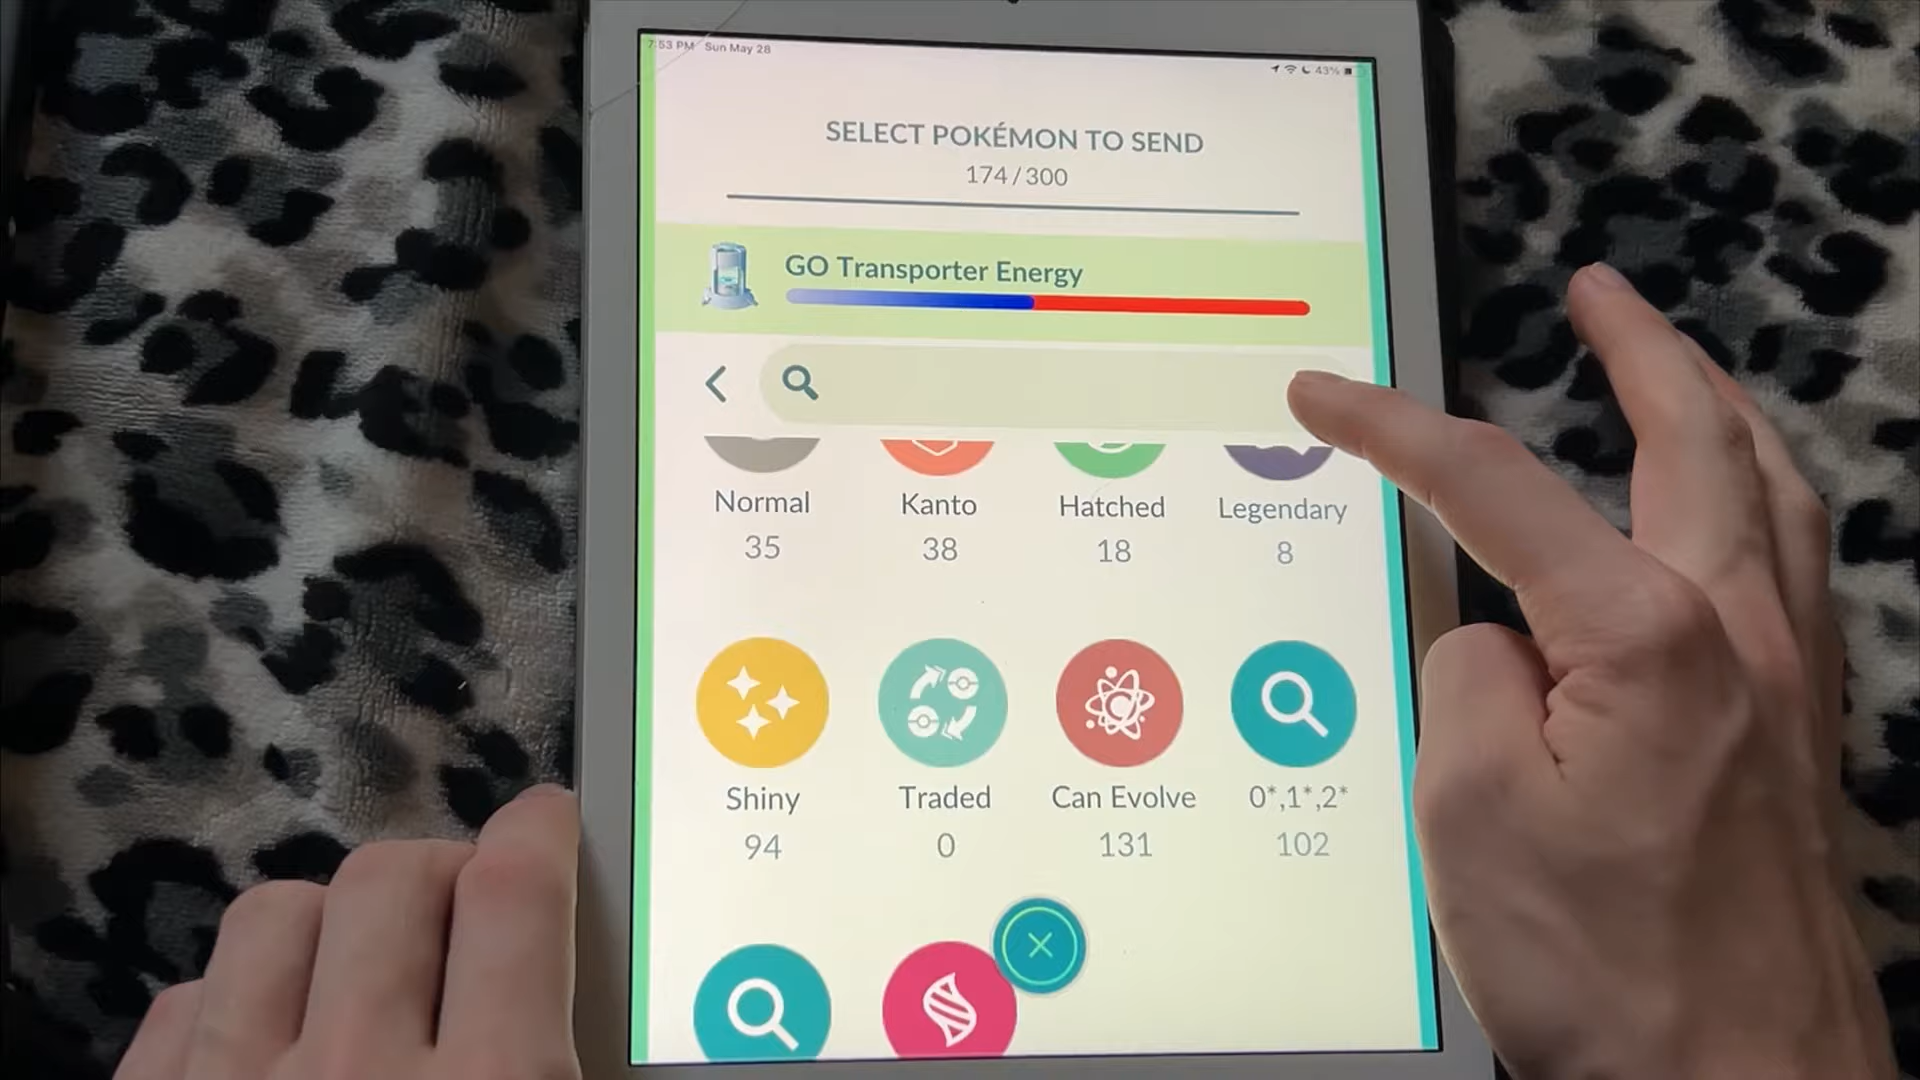 7:53 PM Sun May 28
43%
SELECT POKÉMON TO SEND
174/300
GO Transporter Energy
Normal Kanto Hatched Legendary
35 38 18 8
Shiny Traded Can Evolve 0*,1*,2*
94 0 131 102